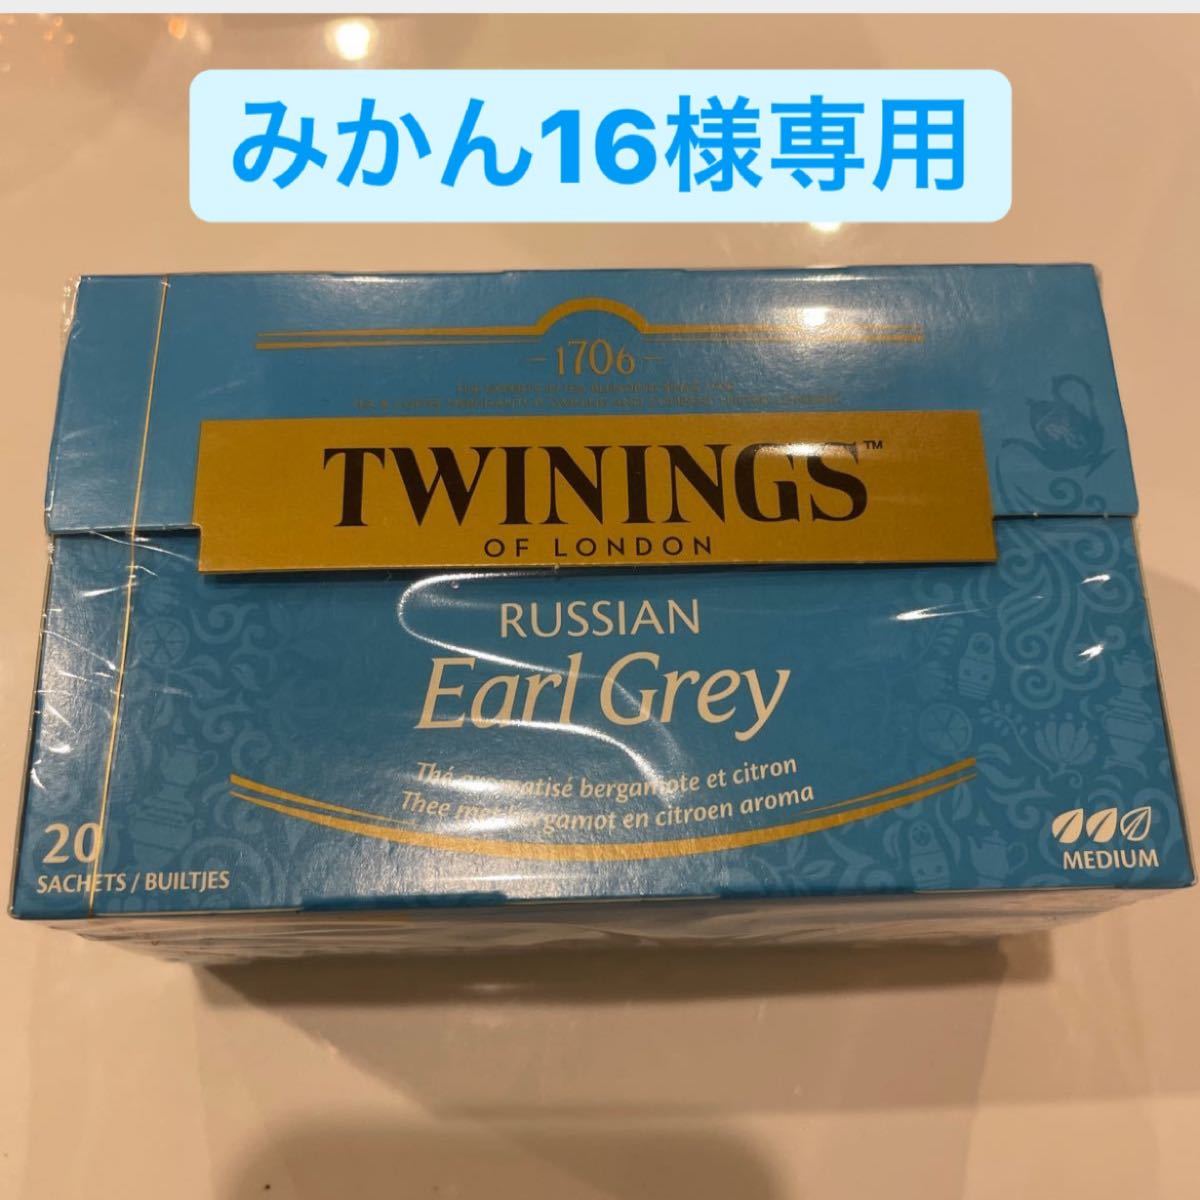 みかん16様専用
1706
TWININGS™
OF LONDON
RUSSIAN
Earl Grey
Thé aromatisé bergamote et citron
Thee met bergamot en citroen aroma
20
SACHETS / BUILTJES
MEDIUM